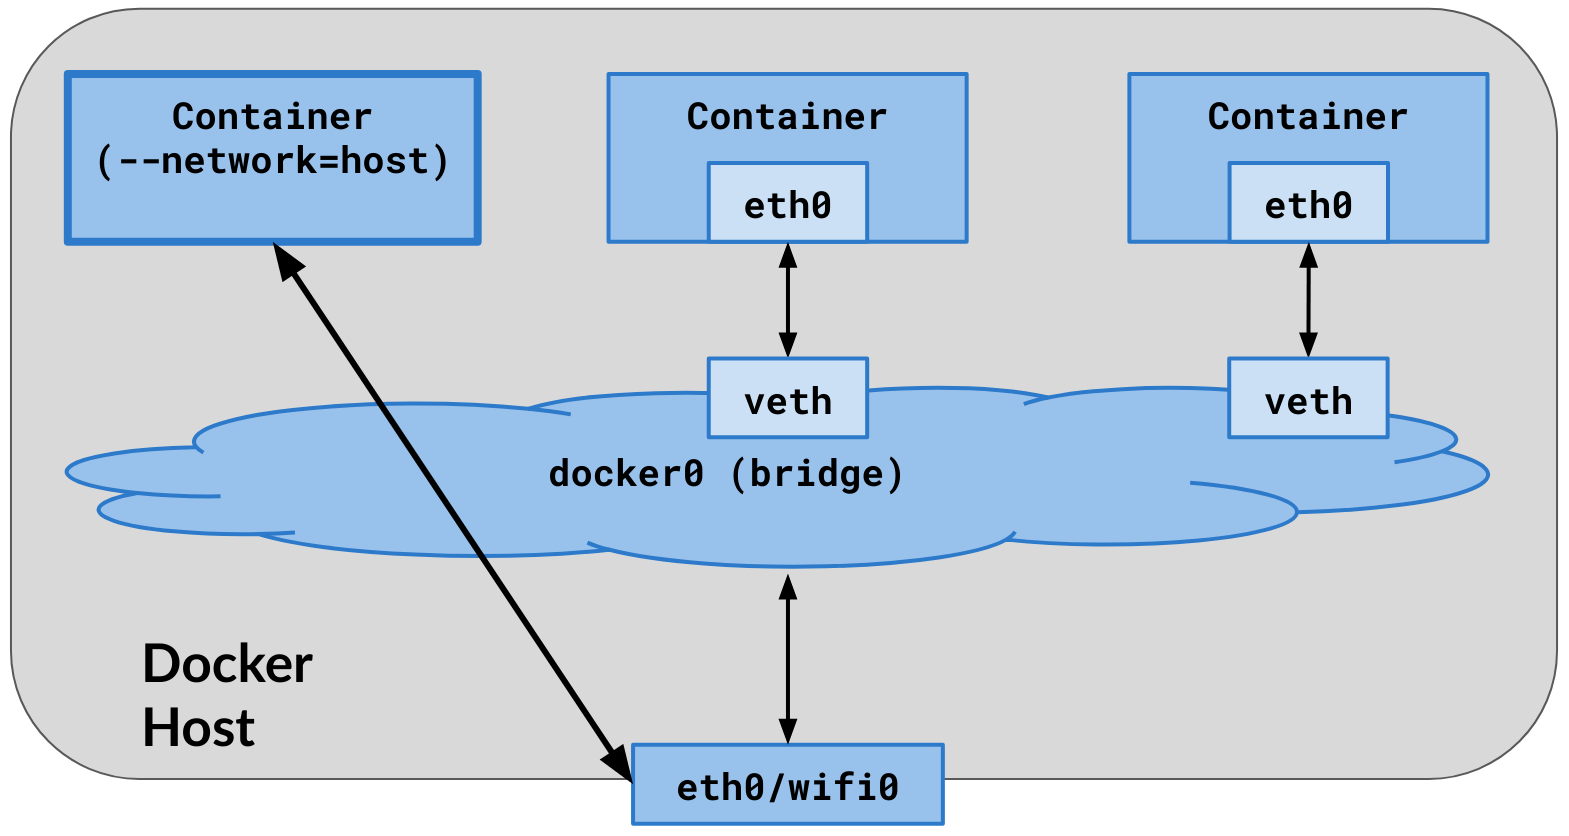 Container
(--network=host)
Container
eth0
Container
eth0
veth
veth
docker0 (bridge)
Docker
Host
eth0/wifi0